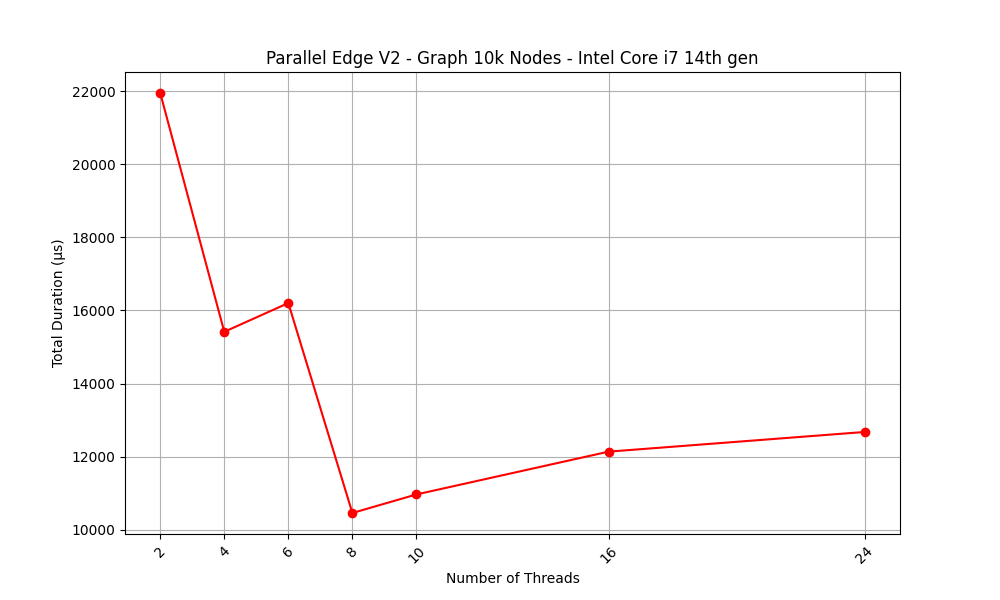 Parallel Edge V2 - Graph 10k Nodes - Intel Core i7 14th gen
Total Duration (µs)
22000
20000
18000
16000
14000
12000
10000
2 4 6 8 10 16 24
Number of Threads